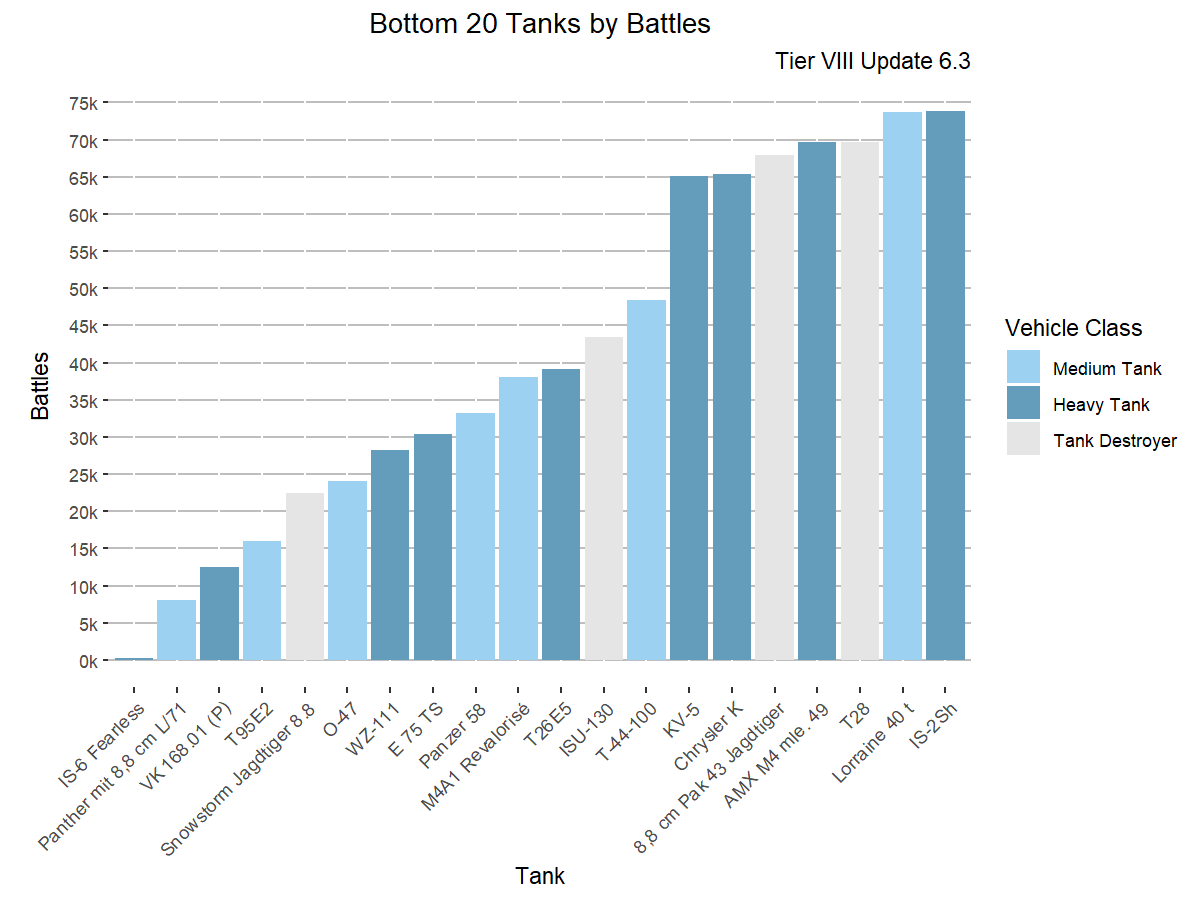 Bottom 20 Tanks by Battles
Tier VIII Update 6.3
75k
70k
65k
60k
55k
50k
45k
40k
35k
30k
25k
20k
15k
10k
5k
0k
Battles
IS-6 Fearless
Panther mit 8,8 cm L/71
VK 168.01 (P)
T95E2
Snowstorm Jagdtiger 8.8
O-47
WZ-111
E 75 TS
Panzer 58
M4A1 Revalorisé
T26E5
ISU-130
T-44-100
KV-5
Chrysler K
8,8 cm Pak 43 Jagdtiger
AMX M4 mle. 49
T28
Lorraine 40 t
IS-2Sh
Tank
Vehicle Class
Medium Tank
Heavy Tank
Tank Destroyer